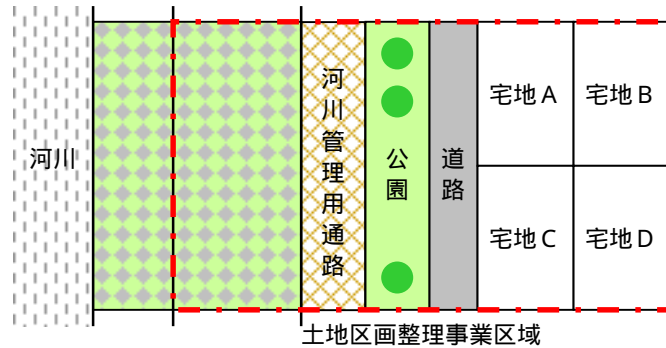 河川
河川管理用通路
公園
道路
宅地A
宅地B
宅地C
宅地D
土地区画整理事業区域